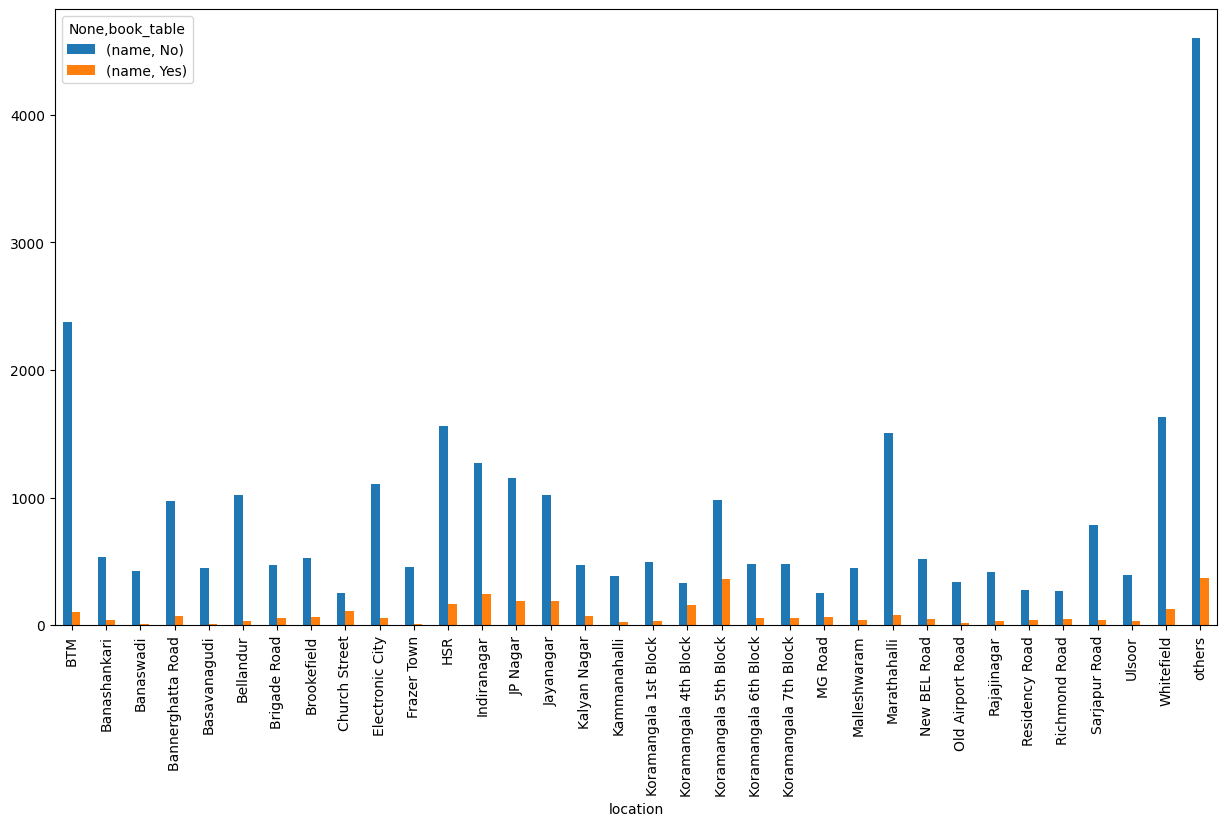 None,book_table
(name, No)
(name, Yes)
4000
3000
2000
1000
0
BTM
Banashankari
Banaswadi
Bannerghatta Road
Basavanagudi
Bellandur
Brigade Road
Brookefield
Church Street
Electronic City
Frazer Town
HSR
Indiranagar
JP Nagar
Jayanagar
Kalyan Nagar
Kammanahalli
Koramangala 1st Block
Koramangala 4th Block
Koramangala 5th Block
Koramangala 6th Block
Koramangala 7th Block
MG Road
Malleshwaram
Marathahalli
New BEL Road
Old Airport Road
Rajajinagar
Residency Road
Richmond Road
Sarjapur Road
Ulsoor
Whitefield
others
location